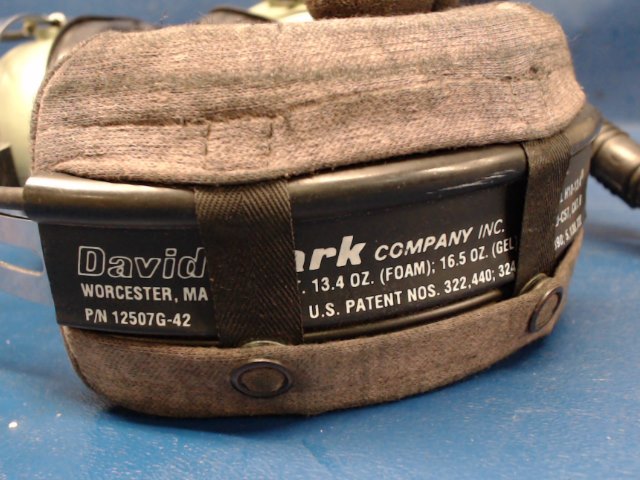 David ark COMPANY INC.
WORCESTER, MA T. 13.4 OZ. (FOAM); 16.5 OZ. (GEL)
P/N 12507G-42 U.S. PATENT NOS. 322,440; 324